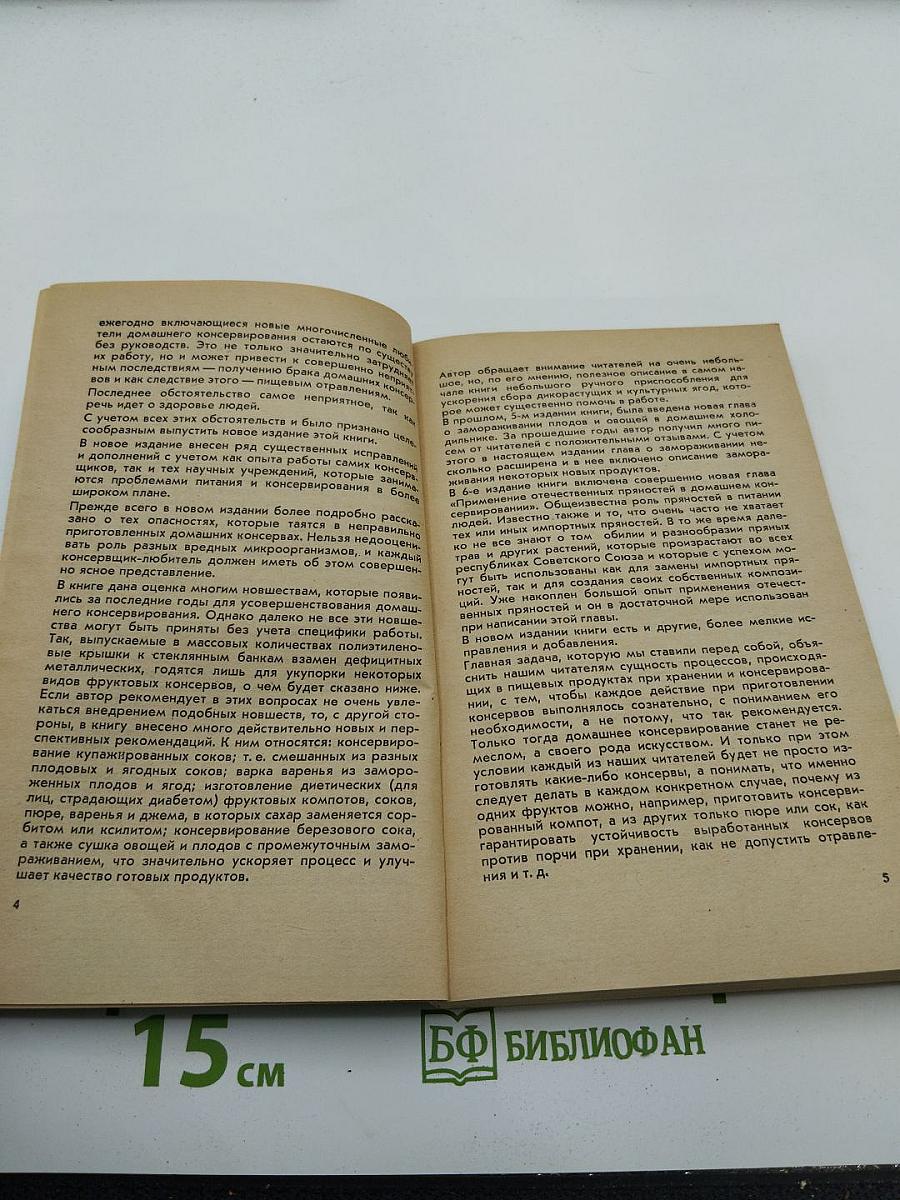 ежегодно включающиеся новые многочисленные люби-
тели домашнего консервирования остаются по существу
без руководств. Это не только значительно затрудняет
их работу, но и может привести к совершенно неприят-
ным последствиям — получению брака домашних консер-
вов и как следствие этого — пищевым отравлениям.
Последнее обстоятельство самое неприятное, так как
речь идет о здоровье людей.
С учетом всех этих обстоятельств и было признано целе-
сообразным выпустить новое издание этой книги.
В новое издание внесен ряд существенных исправлений
и дополнений с учетом как опыта работы самих консерв-
щиков, так и тех научных учреждений, которые занима-
ются проблемами питания и консервирования в более
широком плане.
Прежде всего в новом издании более подробно расска-
зано о тех опасностях, которые таятся в неправильно
приготовленных домашних консервах. Нельзя недооцени-
вать роль разных вредных микроорганизмов, и каждый
консервщик-любитель должен иметь об этом совершен-
но ясное представление.
В книге дана оценка многим новшествам, которые появи-
лись за последние годы для усовершенствования домаш-
него консервирования. Однако далеко не все эти новше-
ства могут быть приняты без учета специфики работы.
Так, выпускаемые в массовых количествах полиэтилено-
вые крышки к стеклянным банкам взамен дефицитных
металлических, годятся лишь для укупорки некоторых
видов фруктовых консервов, о чем будет сказано ниже.
Если автор рекомендует в этих вопросах не очень увле-
каться внедрением подобных новшеств, то, с другой сто-
роны, в книгу внесено много действительно новых и пер-
спективных рекомендаций. К ним относятся: консервиро-
вание купажированных соков; т. е. смешанных из разных
плодовых и ягодных соков; варка варенья из заморо-
женных плодов и ягод; изготовление диетических (для
лиц, страдающих диабетом) фруктовых компотов, соков,
пюре, варенья и джема, в которых сахар заменяется сор-
битом или ксилитом; консервирование березового сока,
а также сушка овощей и плодов с промежуточным замо-
раживанием, что значительно ускоряет процесс и улуч-
шает качество готовых продуктов.
4
Автор обращает внимание читателей на очень неболь-
шое, но, по его мнению, полезное описание в самом на-
чале книги небольшого ручного приспособления для
ускорения сбора дикорастущих и культурных ягод, кото-
рое может существенно помочь в работе.
В прошлом, 5-м издании книги, была введена новая глава
о замораживании плодов и овощей в домашнем холо-
дильнике. За прошедшие годы автор получил много пи-
сем от читателей с положительными отзывами. С учетом
этого в настоящем издании глава о замораживании не-
сколько расширена и в нее включено описание замора-
живания некоторых новых продуктов.
В 6-е издание книги включена совершенно новая глава
«Применение отечественных пряностей в домашнем кон-
сервировании». Общеизвестна роль пряностей в питании
людей. Известно также и то, что очень часто не хватает
тех или иных импортных пряностей. В то же время дале-
ко не все знают о том обилии и разнообразии пряных
трав и других растений, которые произрастают во всех
республиках Советского Союза и которые с успехом мо-
гут быть использованы как для замены импортных пря-
ностей, так и для создания своих собственных компози-
ций. Уже накоплен большой опыт применения отечест-
венных пряностей и он в достаточной мере использован
при написании этой главы.
В новом издании книги есть и другие, более мелкие ис-
правления и добавления.
Главная задача, которую мы ставили перед собой, объя-
снить нашим читателям сущность процессов, происходя-
щих в пищевых продуктах при хранении и консервирова-
нии, с тем, чтобы каждое действие при приготовлении
консервов выполнялось сознательно, с пониманием его
необходимости, а не потому, что так рекомендуется.
Только тогда домашнее консервирование станет не ре-
меслом, а своего рода искусством. И только при этом
условии каждый из наших читателей будет не просто из-
готовлять какие-либо консервы, а понимать, что именно
следует делать в каждом конкретном случае, почему из
одних фруктов можно, например, приготовить консерви-
рованный компот, а из других только пюре или сок, как
гарантировать устойчивость выработанных консервов
против порчи при хранении, как не допустить отравле-
ния и т. д.
5
15 см
БФ БИБЛИОФАН